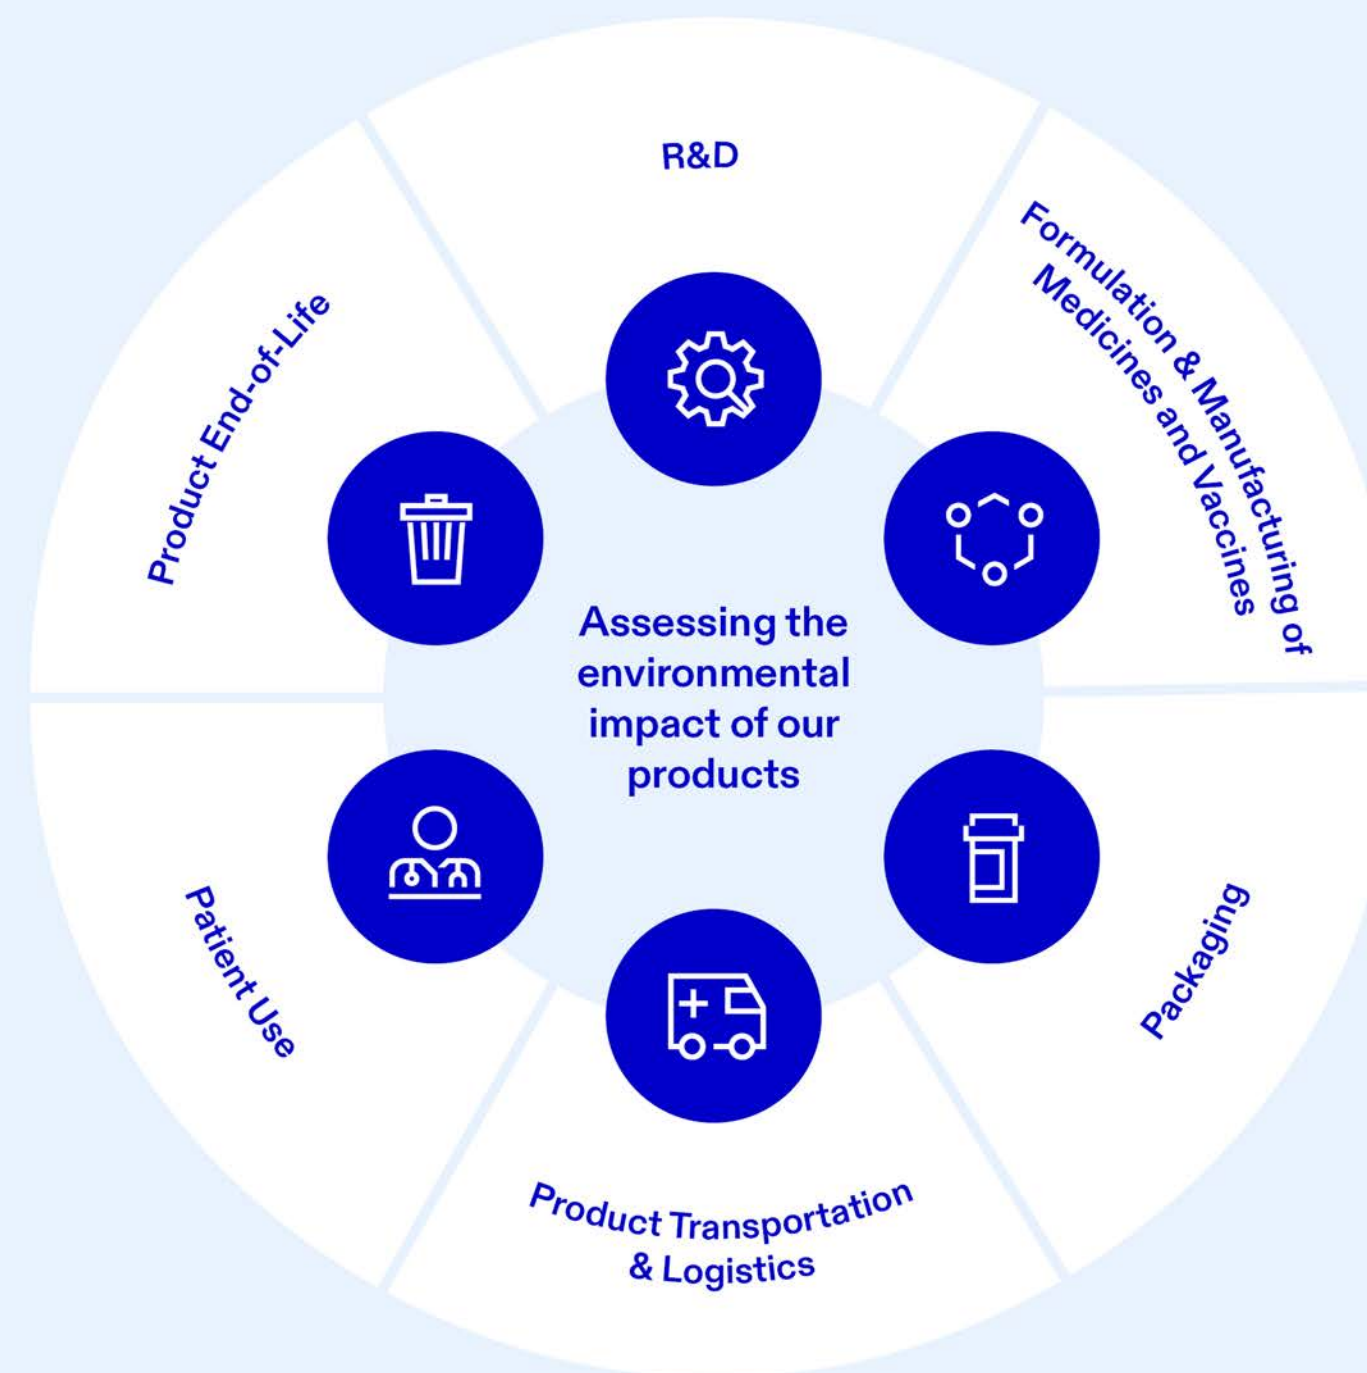 R&D
Formulation & Manufacturing of
Medicines and Vaccines
Packaging
Product Transportation
& Logistics
Patient Use
Product End-of-Life
Assessing the
environmental
impact of our
products